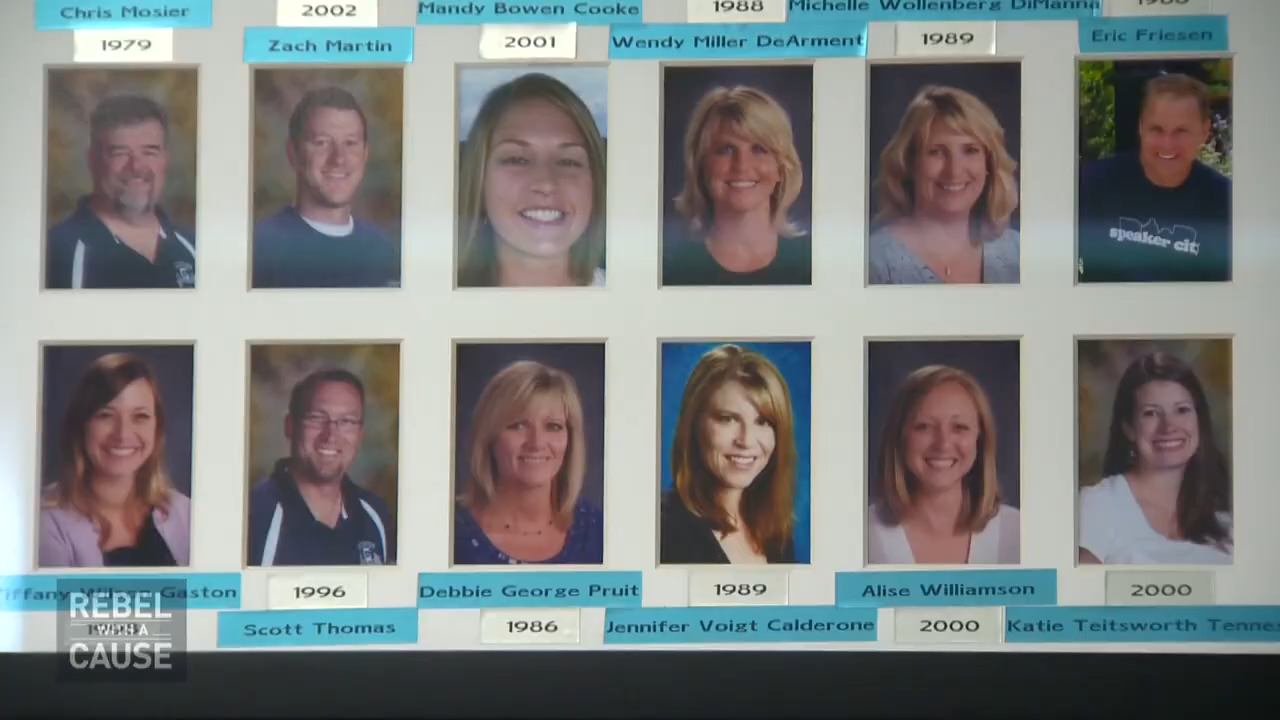 Chris Mosier
2002
Mandy Bowen Cooke
1988
Michelle Wollenberg DiManna
1979
Zach Martin
2001
Wendy Miller DeArment
1989
Eric Friesen
speaker cit
Gaston
1996
Debbie George Pruit
1989
Alise Williamson
2000
Scott Thomas
1986
Jennifer Voigt Calderone
2000
Katie Teitsworth Tenne
REBEL
WITH A
CAUSE